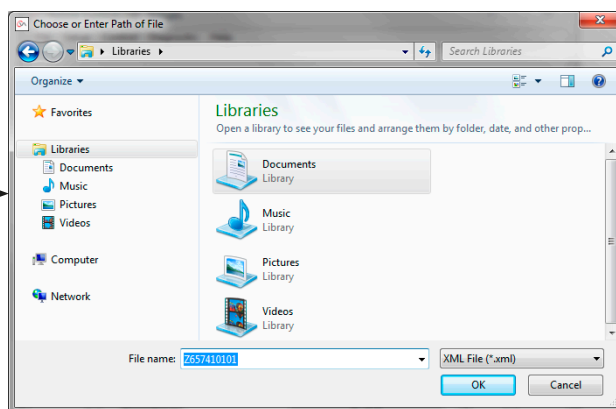 Choose or Enter Path of File
Libraries
Search Libraries
Organize
Favorites
Libraries
Documents
Music
Pictures
Videos
Computer
Network
Libraries
Open a library to see your files and arrange them by folder, date, and other prop...
Documents
Library
Music
Library
Pictures
Library
Videos
Library
File name: Z657410101
XML File (*.xml)
OK
Cancel